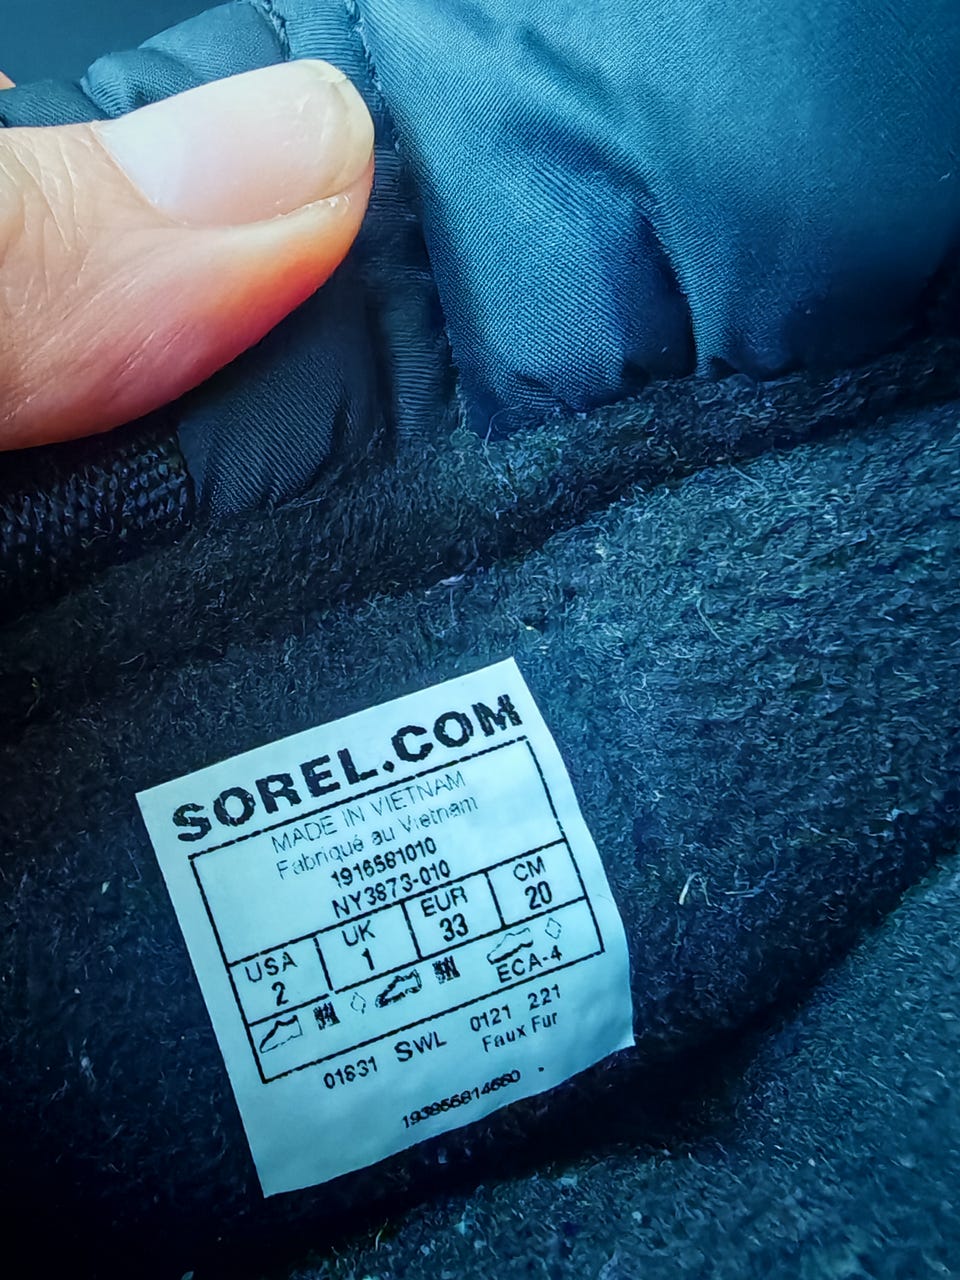 SOREL.COM
MADE IN VIETNAM
Fabriqué au Vietnam
1916581010
NY3873-010
USA UK EUR CM
2 1 33 20
ECA-4
01831 SWL 0121 221
Faux Fur